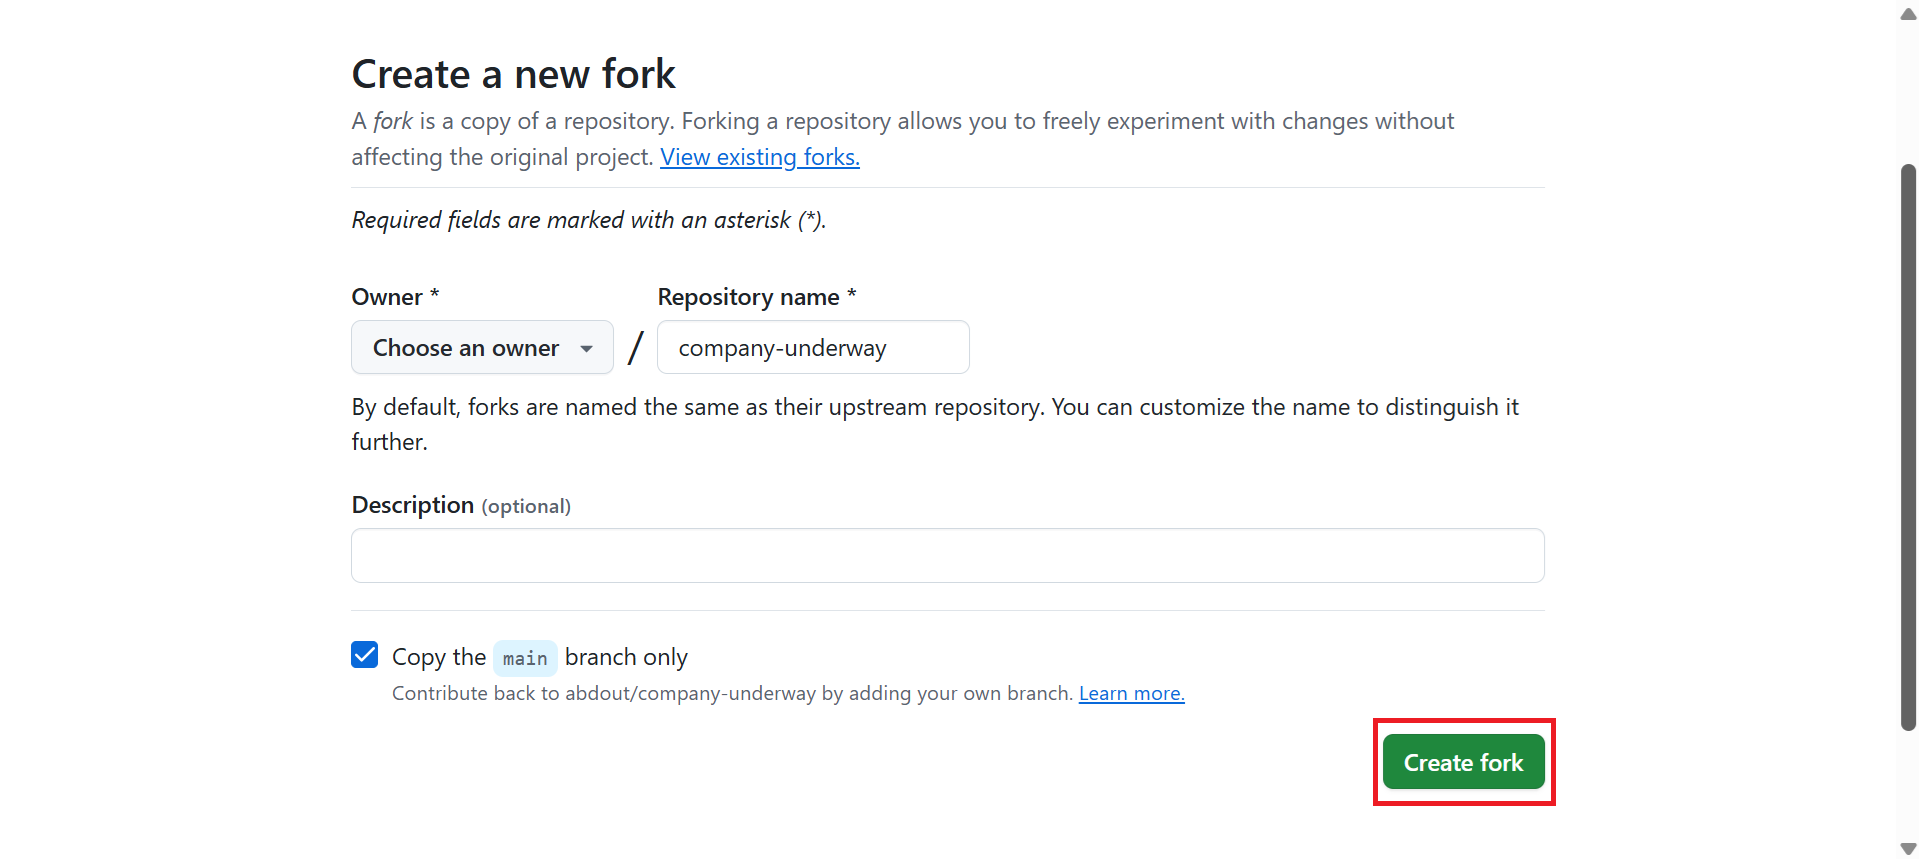 Create a new fork
A fork is a copy of a repository. Forking a repository allows you to freely experiment with changes without
affecting the original project. View existing forks.
Required fields are marked with an asterisk (*).
Owner * Repository name *
Choose an owner / company-underway
By default, forks are named the same as their upstream repository. You can customize the name to distinguish it
further.
Description (optional)
Copy the main branch only
Contribute back to abdout/company-underway by adding your own branch. Learn more.
Create fork